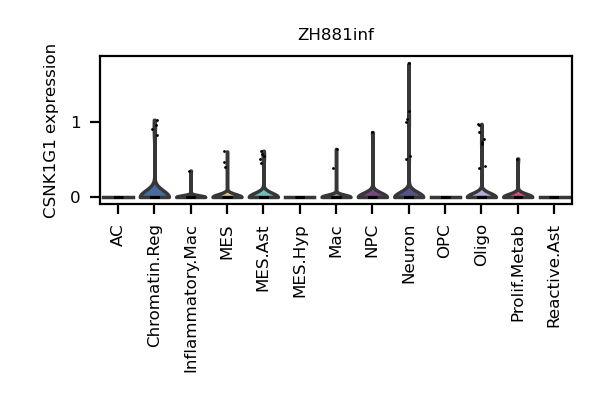 ZH881inf
CSNK1G1 expression
1
0
AC
Chromatin.Reg
Inflammatory.Mac
MES
MES.Ast
MES.Hyp
Mac
NPC
Neuron
OPC
Oligo
Prolif.Metab
Reactive.Ast